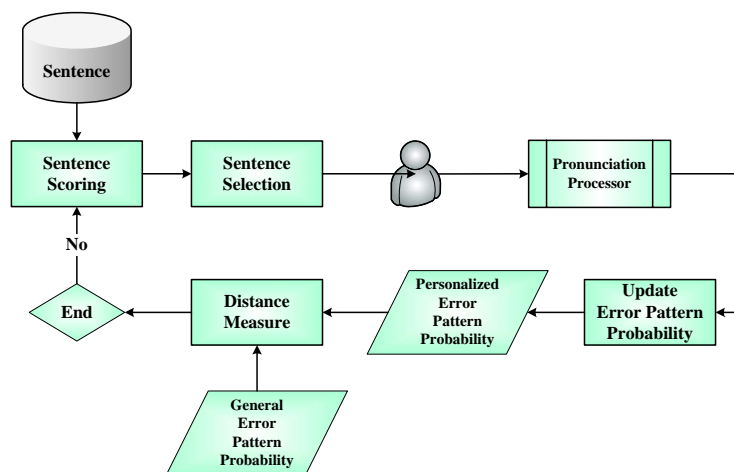 Sentence
Sentence
Scoring
Sentence
Selection
Pronunciation
Processor
No
End
Distance
Measure
Personalized
Error
Pattern
Probability
Update
Error Pattern
Probability
General
Error
Pattern
Probability